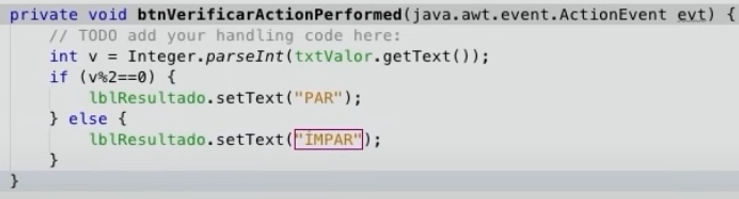 private void btnVerificarActionPerformed(java.awt.event.ActionEvent evt) {
// TODO add your handling code here:
int v = Integer.parseInt(txtValor.getText());
if (v%2==0) {
lblResultado.setText("PAR");
} else {
lblResultado.setText("ÍMPAR");
}
}